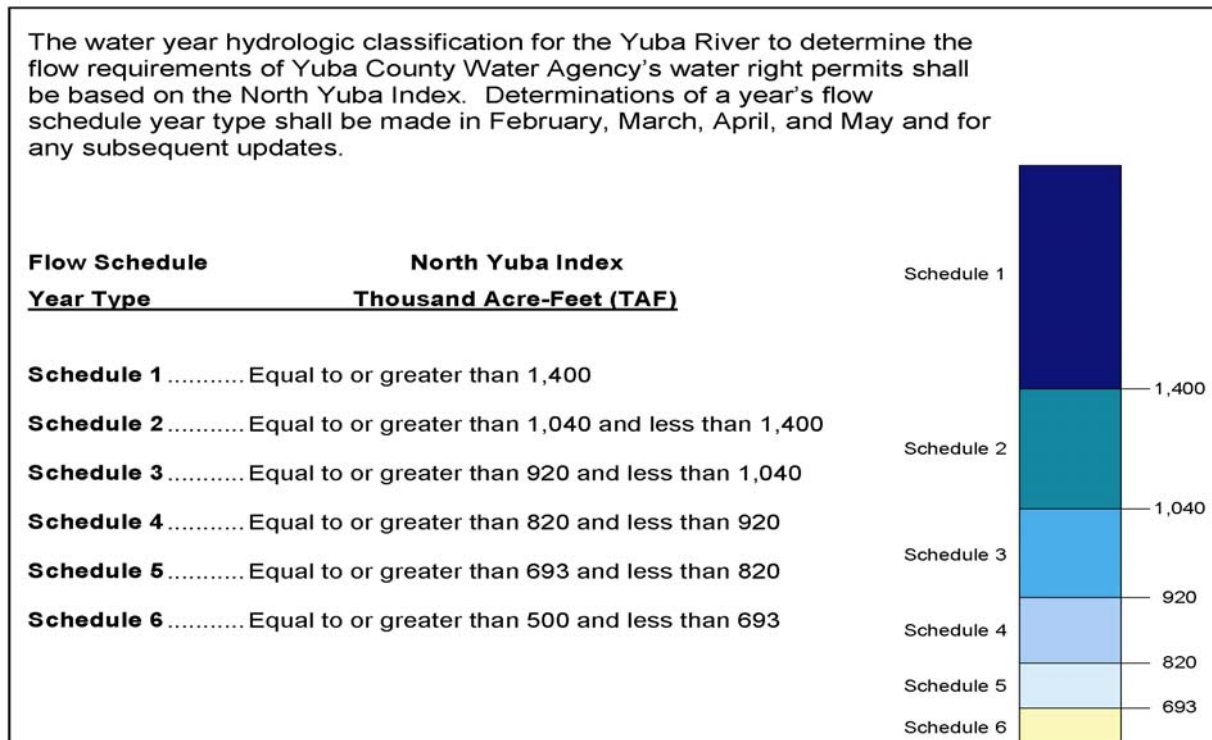 The water year hydrologic classification for the Yuba River to determine the
flow requirements of Yuba County Water Agency's water right permits shall
be based on the North Yuba Index.  Determinations of a year's flow
schedule year type shall be made in February, March, April, and May and for
any subsequent updates.
Flow Schedule North Yuba Index
Year Type Thousand Acre-Feet (TAF)
Schedule 1 ........... Equal to or greater than 1,400
Schedule 2 ........... Equal to or greater than 1,040 and less than 1,400
Schedule 3 ........... Equal to or greater than 920 and less than 1,040
Schedule 4 ........... Equal to or greater than 820 and less than 920
Schedule 5 ........... Equal to or greater than 693 and less than 820
Schedule 6 ........... Equal to or greater than 500 and less than 693
Schedule 1
1,400
Schedule 2
1,040
Schedule 3
920
Schedule 4
820
Schedule 5
693
Schedule 6